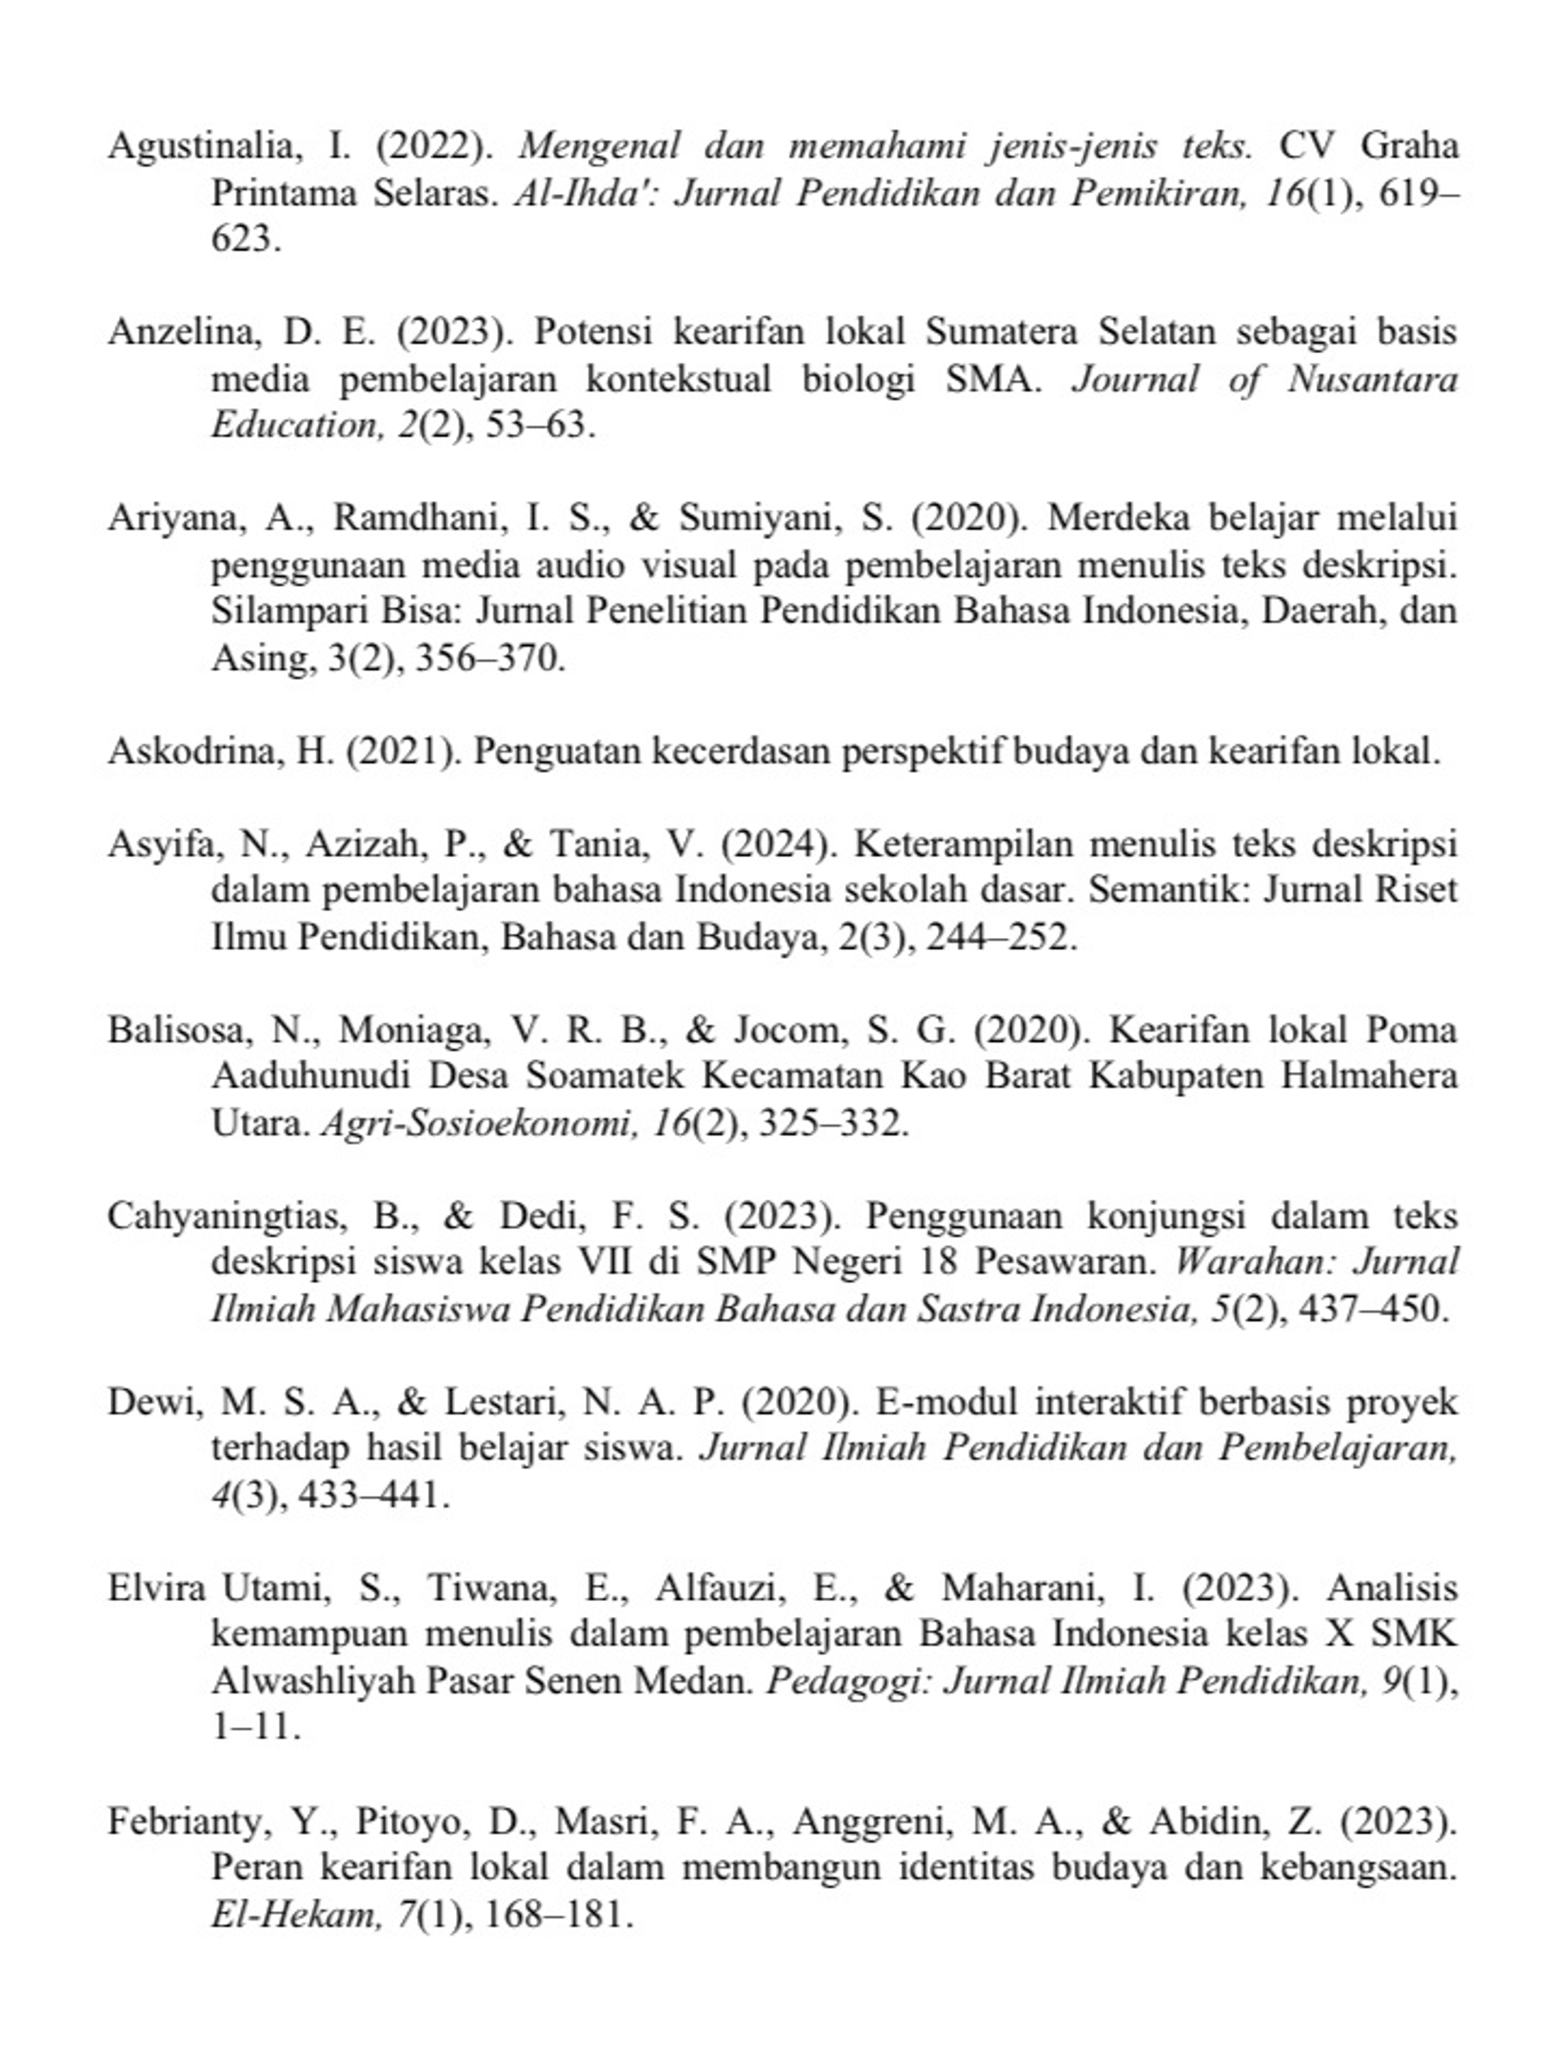 Agustinalia, I. (2022). Mengenal dan memahami jenis-jenis teks. CV Graha
Printama Selaras. Al-Ihda': Jurnal Pendidikan dan Pemikiran, 16(1), 619–
623.
Anzelina, D. E. (2023). Potensi kearifan lokal Sumatera Selatan sebagai basis
media pembelajaran kontekstual biologi SMA. Journal of Nusantara
Education, 2(2), 53–63.
Ariyana, A., Ramdhani, I. S., & Sumiyani, S. (2020). Merdeka belajar melalui
penggunaan media audio visual pada pembelajaran menulis teks deskripsi.
Silampari Bisa: Jurnal Penelitian Pendidikan Bahasa Indonesia, Daerah, dan
Asing, 3(2), 356–370.
Askodrina, H. (2021). Penguatan kecerdasan perspektif budaya dan kearifan lokal.
Asyifa, N., Azizah, P., & Tania, V. (2024). Keterampilan menulis teks deskripsi
dalam pembelajaran bahasa Indonesia sekolah dasar. Semantik: Jurnal Riset
Ilmu Pendidikan, Bahasa dan Budaya, 2(3), 244–252.
Balisosa, N., Moniaga, V. R. B., & Jocom, S. G. (2020). Kearifan lokal Poma
Aaduhunudi Desa Soamatek Kecamatan Kao Barat Kabupaten Halmahera
Utara. Agri-Sosioekonomi, 16(2), 325–332.
Cahyaningtias, B., & Dedi, F. S. (2023). Penggunaan konjungsi dalam teks
deskripsi siswa kelas VII di SMP Negeri 18 Pesawaran. Warahan: Jurnal
Ilmiah Mahasiswa Pendidikan Bahasa dan Sastra Indonesia, 5(2), 437–450.
Dewi, M. S. A., & Lestari, N. A. P. (2020). E-modul interaktif berbasis proyek
terhadap hasil belajar siswa. Jurnal Ilmiah Pendidikan dan Pembelajaran,
4(3), 433–441.
Elvira Utami, S., Tiwana, E., Alfauzi, E., & Maharani, I. (2023). Analisis
kemampuan menulis dalam pembelajaran Bahasa Indonesia kelas X SMK
Alwashliyah Pasar Senen Medan. Pedagogi: Jurnal Ilmiah Pendidikan, 9(1),
1–11.
Febrianty, Y., Pitoyo, D., Masri, F. A., Anggreni, M. A., & Abidin, Z. (2023).
Peran kearifan lokal dalam membangun identitas budaya dan kebangsaan.
El-Hekam, 7(1), 168–181.